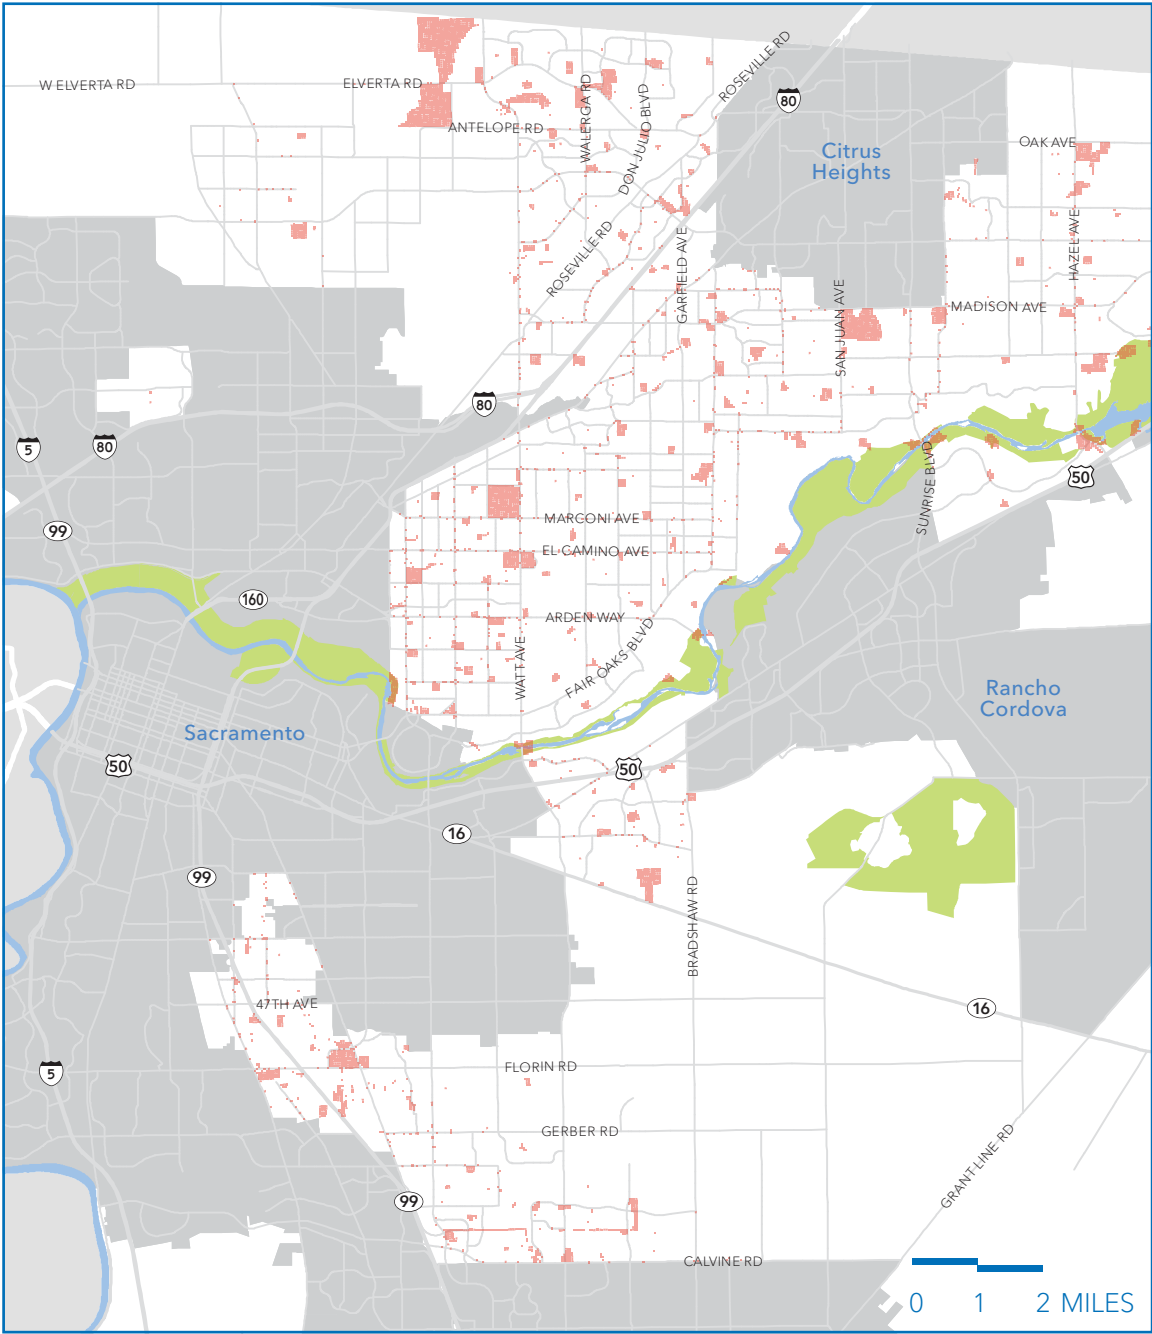 ROSEVILLE RD
W ELVERTA RD
ELVERTA RD
80
WALERGA RD
DON JULIO BLVD
ANTELOPE RD
OAK AVE
Citrus
Heights
HAZEL AVE
ROSEVILLE RD
GARFIELD AVE
SAN JUAN AVE
MADISON AVE
80
5
80
SUNRISE BLVD
50
99
MARCONI AVE
EL CAMINO AVE
160
ARDEN WAY
WATT AVE
FAIR OAKS BLVD
Rancho
Cordova
Sacramento
50
50
16
99
BRADSHAW RD
47TH AVE
16
5
FLORIN RD
GERBER RD
GRANT LINE RD
99
CALVINE RD
0 1 2 MILES